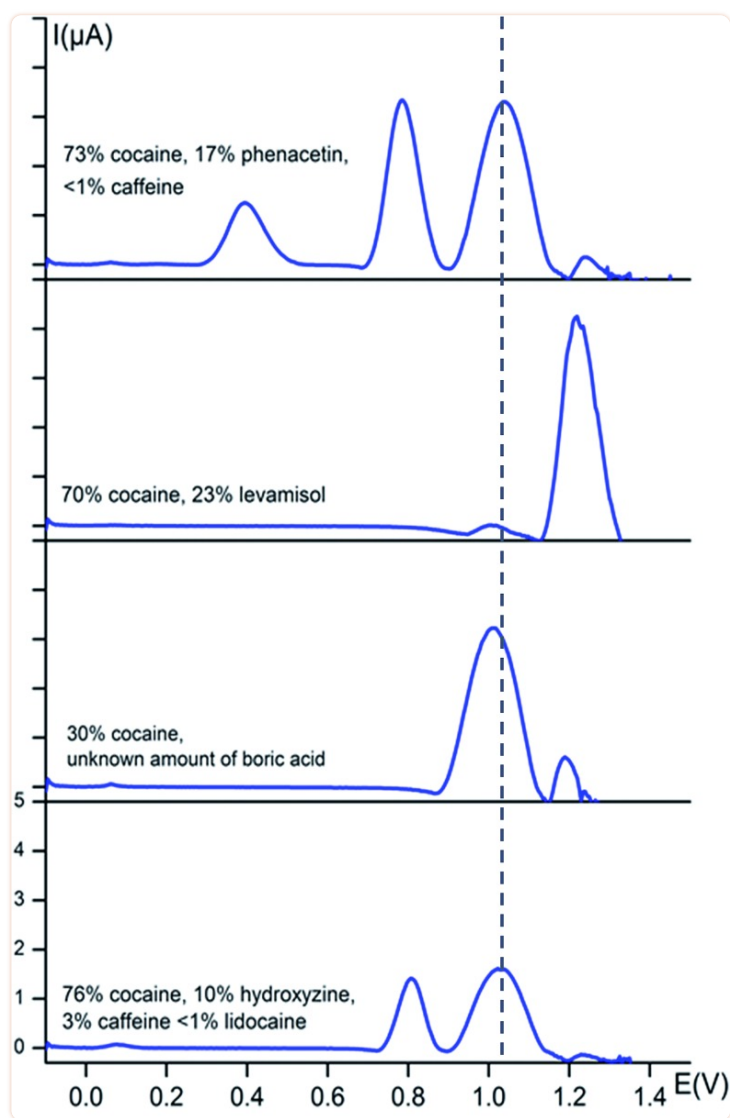 I(µA)
73% cocaine, 17% phenacetin,
<1% caffeine
70% cocaine, 23% levamisol
30% cocaine,
unknown amount of boric acid
5
4
3
2
1
0
76% cocaine, 10% hydroxyzine,
3% caffeine <1% lidocaine
0.0 0.2 0.4 0.6 0.8 1.0 1.2 1.4 E(V)